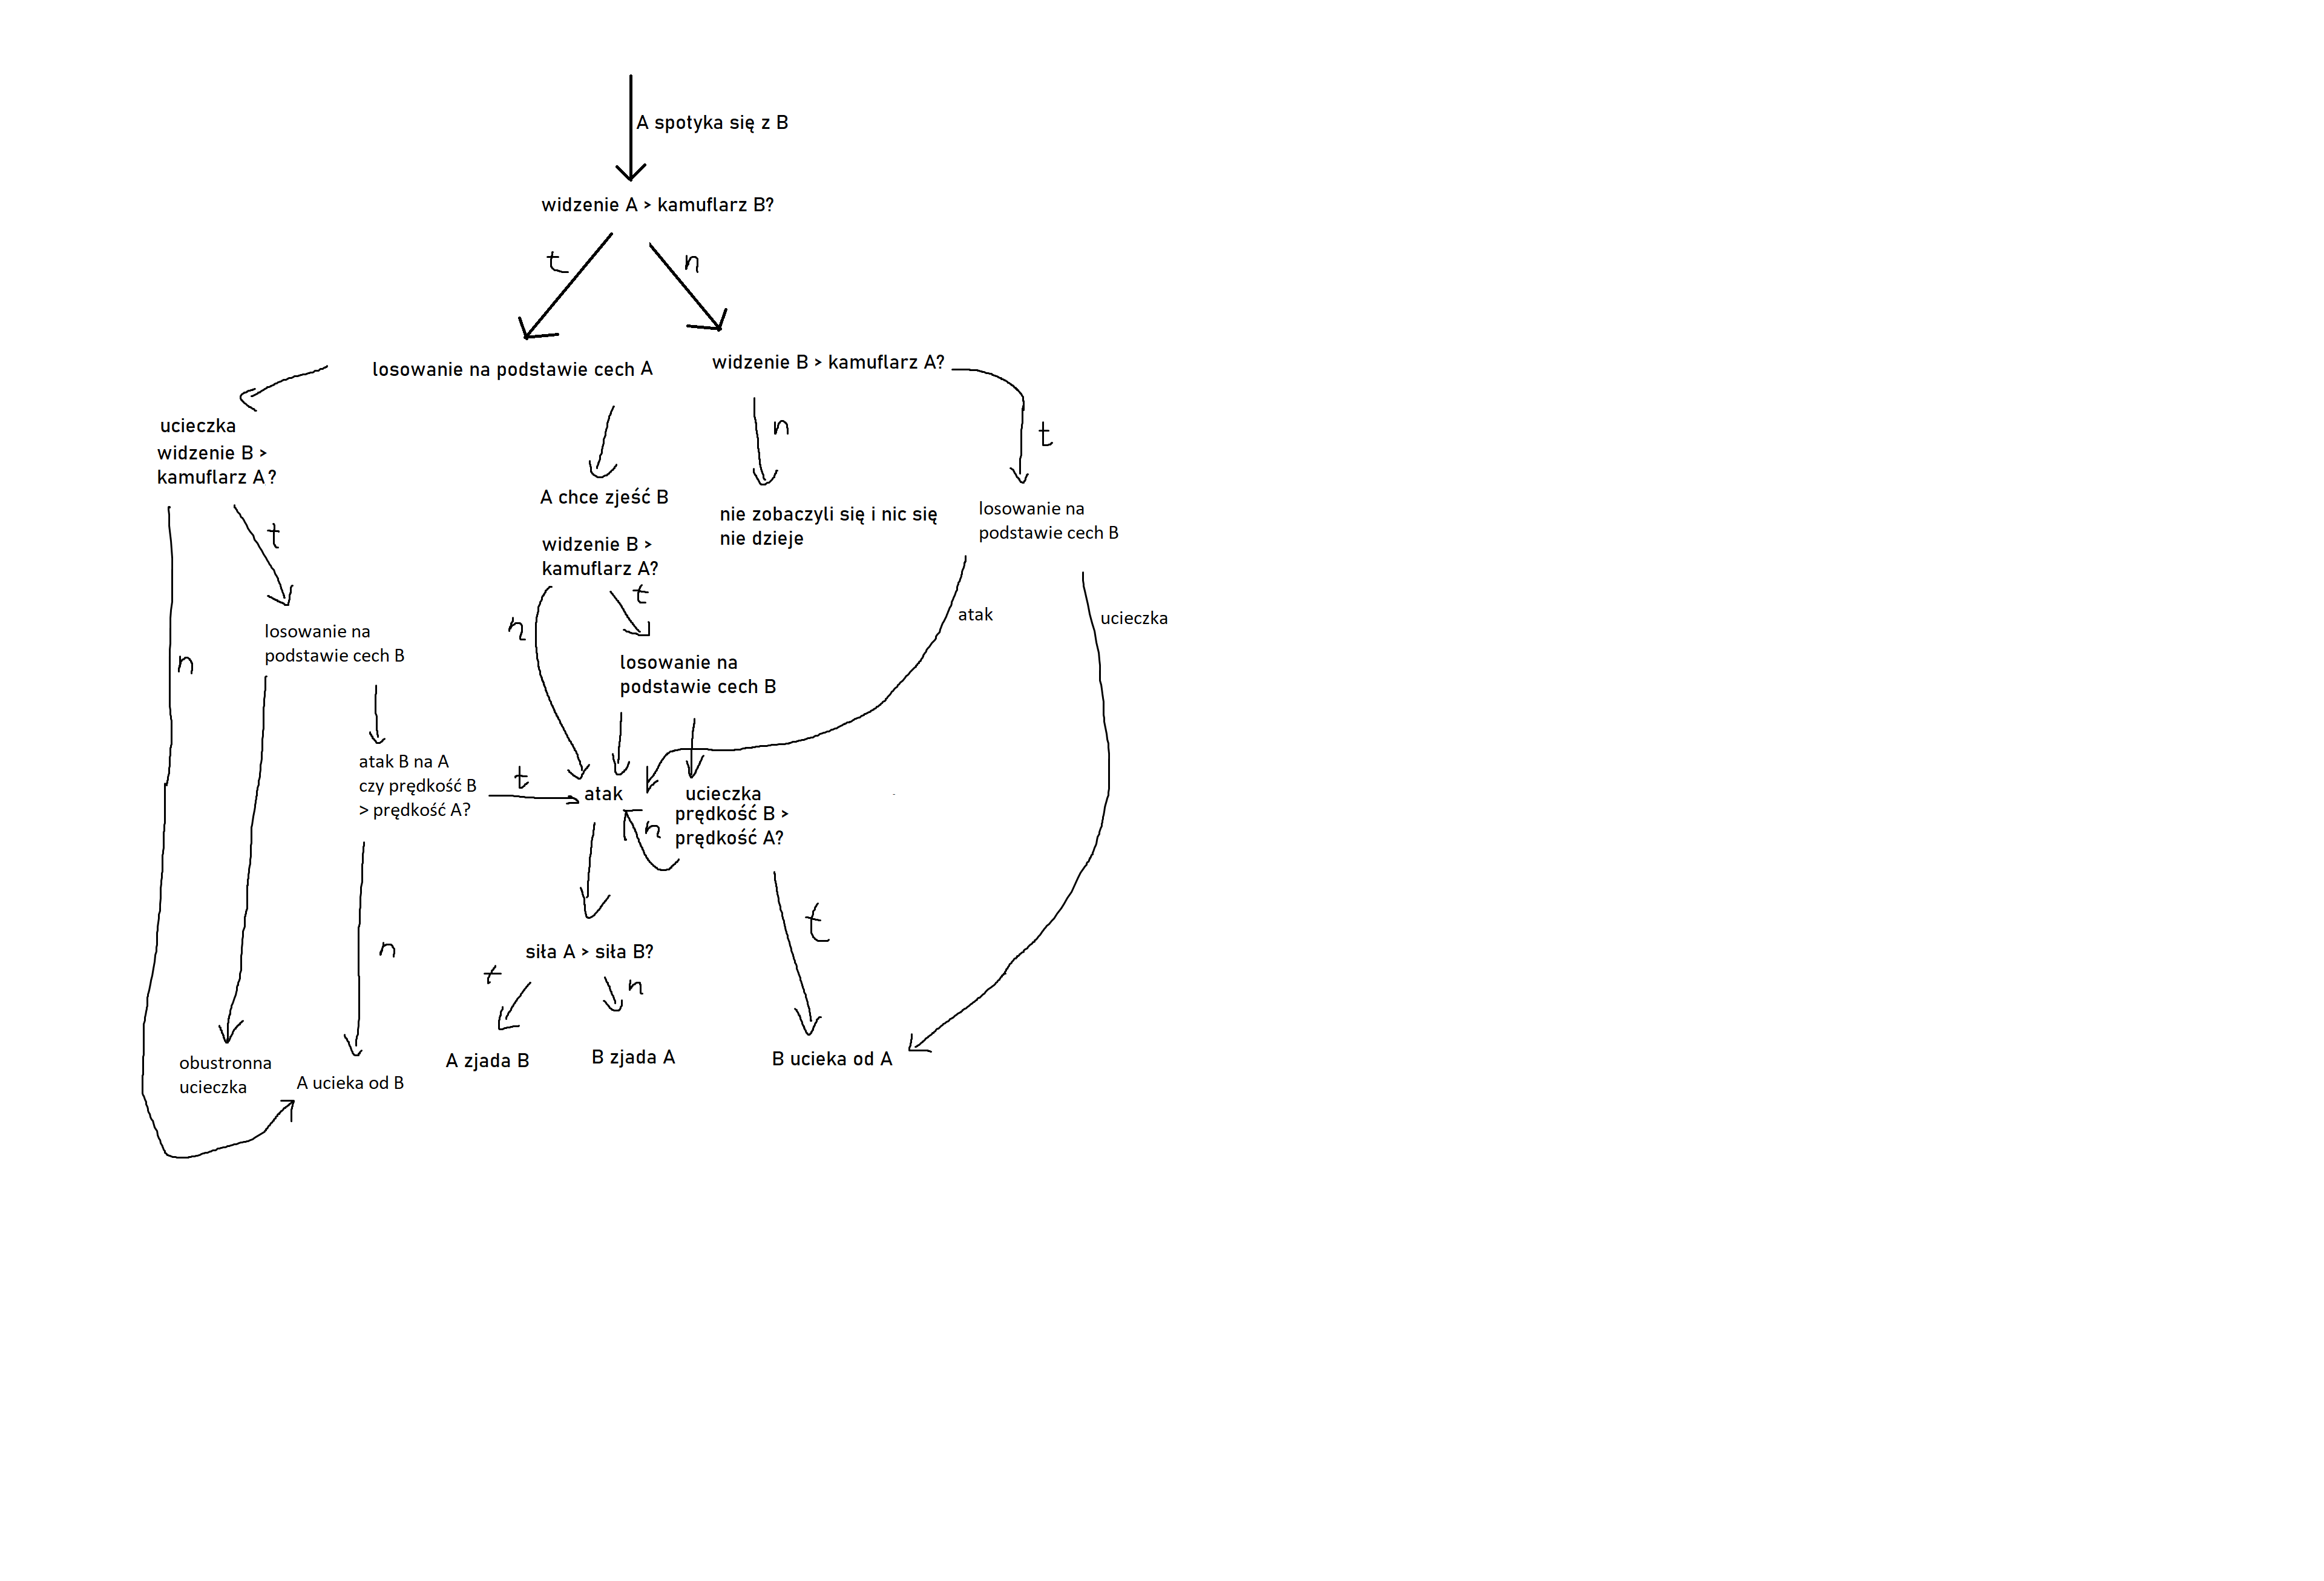 A spotyka się z B
widzenie A > kamuflarz B?
t
n
losowanie na podstawie cech A
widzenie B > kamuflarz A?
ucieczka
widzenie B >
kamuflarz A?
n
t
A chce zjeść B
widzenie B >
kamuflarz A?
nie zobaczyli się i nic się
nie dzieje
losowanie na
podstawie cech B
t
n
t
atak
ucieczka
n
losowanie na
podstawie cech B
losowanie na
podstawie cech B
n
atak B na A
czy prędkość B
> prędkość A?
t
atak
ucieczka
prędkość B >
prędkość A?
n
t
n
siła A > siła B?
t
n
obustronna
ucieczka
A ucieka od B
A zjada B
B zjada A
B ucieka od A